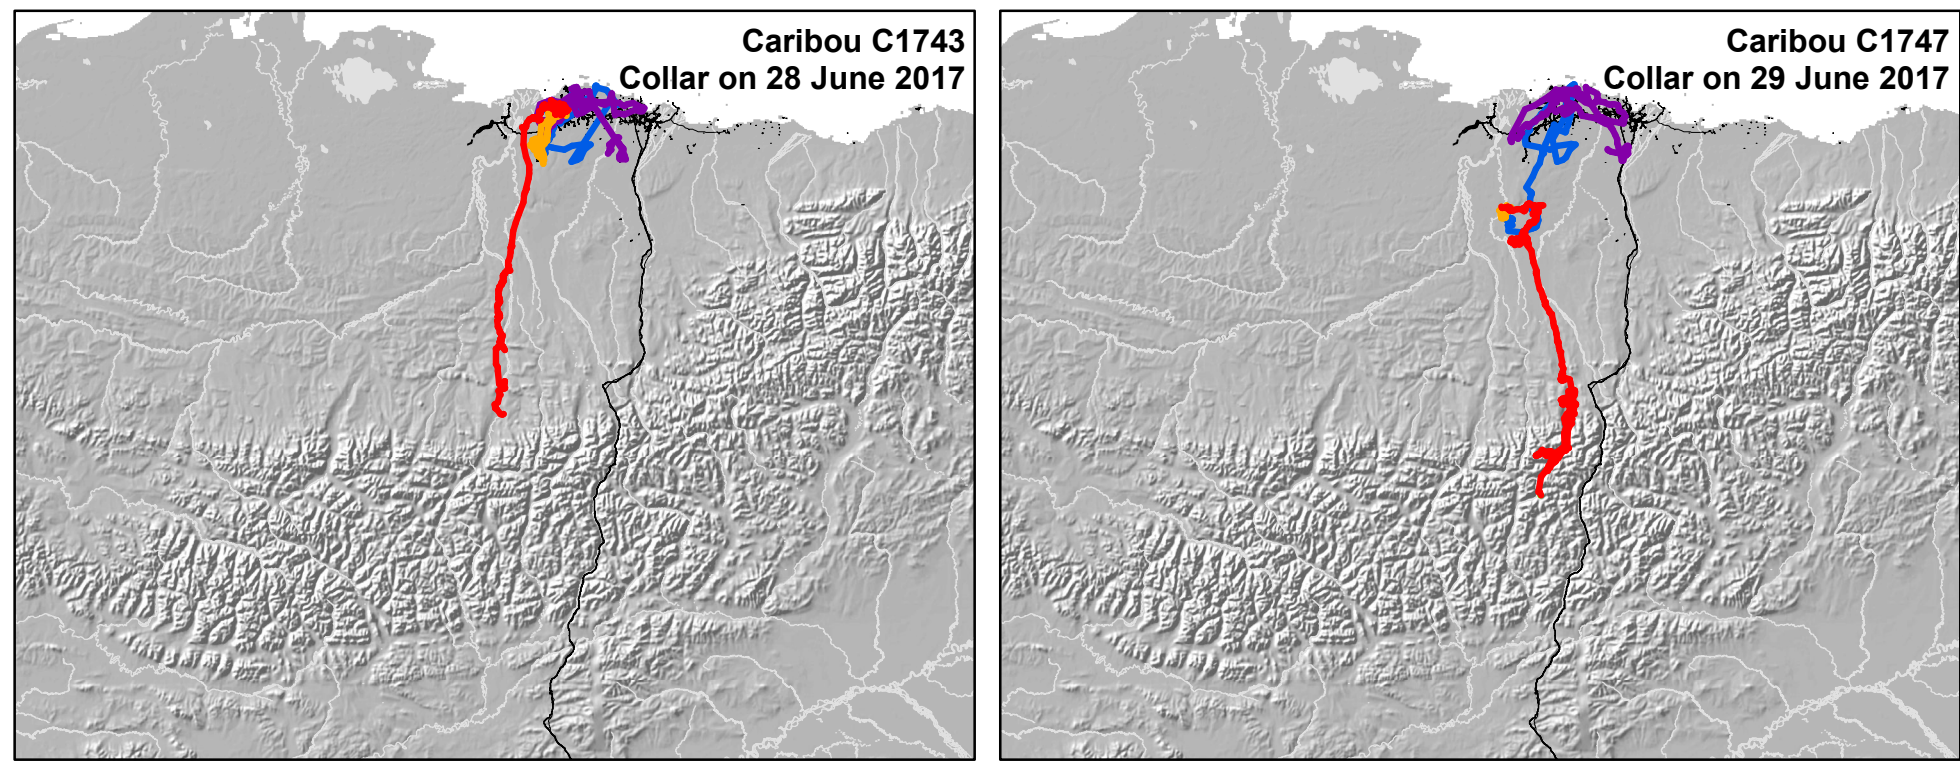 Caribou C1743
Collar on 28 June 2017
Caribou C1747
Collar on 29 June 2017